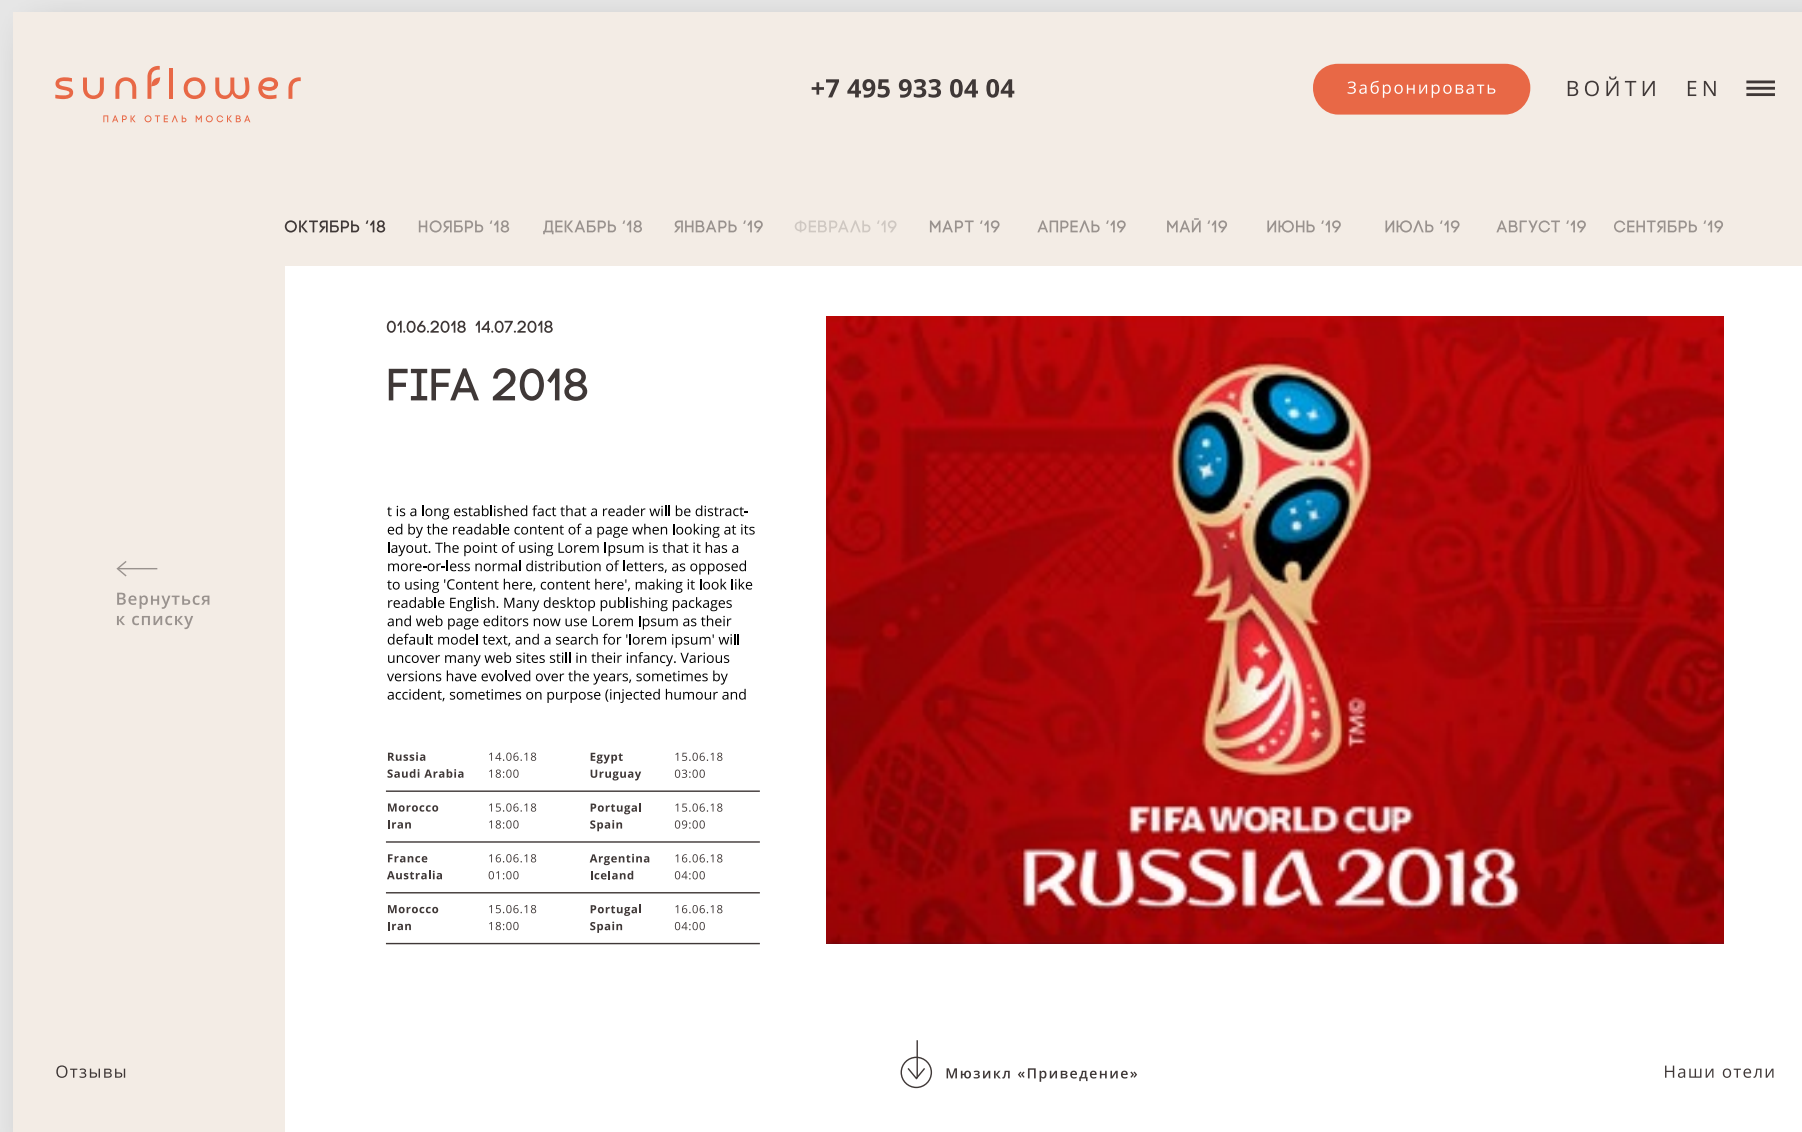 sunflower
ПАРК ОТЕЛЬ МОСКВА
+7 495 933 04 04
Забронировать
ВОЙТИ
EN
ОКТЯБРЬ '18 НОЯБРЬ '18 ДЕКАБРЬ '18 ЯНВАРЬ '19 ФЕВРАЛЬ '19 МАРТ '19 АПРЕЛЬ '19 МАЙ '19 ИЮНЬ '19 ИЮЛЬ '19 АВГУСТ '19 СЕНТЯБРЬ '19
01.06.2018 14.07.2018
FIFA 2018
t is a long established fact that a reader will be distract-
ed by the readable content of a page when looking at its
layout. The point of using Lorem Ipsum is that it has a
more-or-less normal distribution of letters, as opposed
to using 'Content here, content here', making it look like
readable English. Many desktop publishing packages
and web page editors now use Lorem Ipsum as their
default model text, and a search for 'lorem ipsum' will
uncover many web sites still in their infancy. Various
versions have evolved over the years, sometimes by
accident, sometimes on purpose (injected humour and
Вернуться
к списку
Russia 14.06.18 Egypt 15.06.18
Saudi Arabia 18:00 Uruguay 03:00
Morocco 15.06.18 Portugal 15.06.18
Iran 18:00 Spain 09:00
France 16.06.18 Argentina 16.06.18
Australia 01:00 Iceland 04:00
Morocco 15.06.18 Portugal 16.06.18
Iran 18:00 Spain 04:00
TM©
FIFA WORLD CUP
RUSSIA 2018
Отзывы
Мюзикл «Приведение»
Наши отели